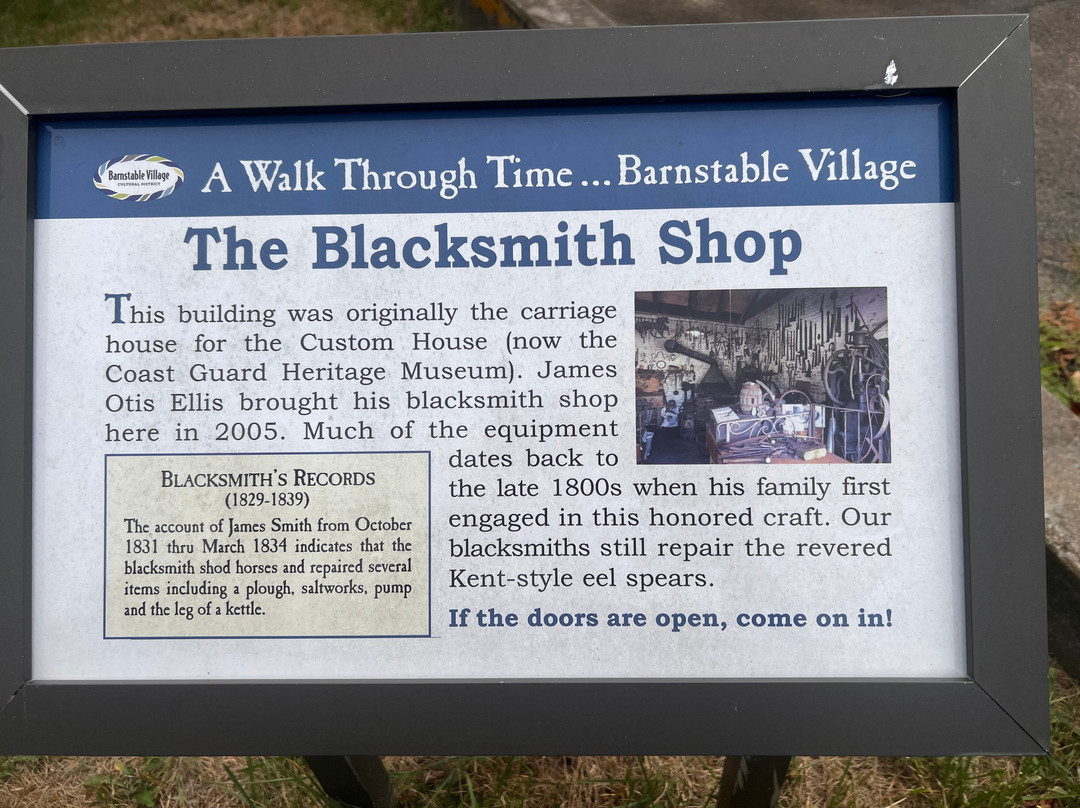 Barnstable Village
CULTURAL DISTRICT
A Walk Through Time...Barnstable Village
The Blacksmith Shop
This building was originally the carriage
house for the Custom House (now the
Coast Guard Heritage Museum). James
Otis Ellis brought his blacksmith shop
here in 2005. Much of the equipment
dates back to
the late 1800s when his family first
engaged in this honored craft. Our
blacksmiths still repair the revered
Kent-style eel spears.
If the doors are open, come on in!
BLACKSMITH'S RECORDS
(1829-1839)
The account of James Smith from October
1831 thru March 1834 indicates that the
blacksmith shod horses and repaired several
items including a plough, saltworks, pump
and the leg of a kettle.